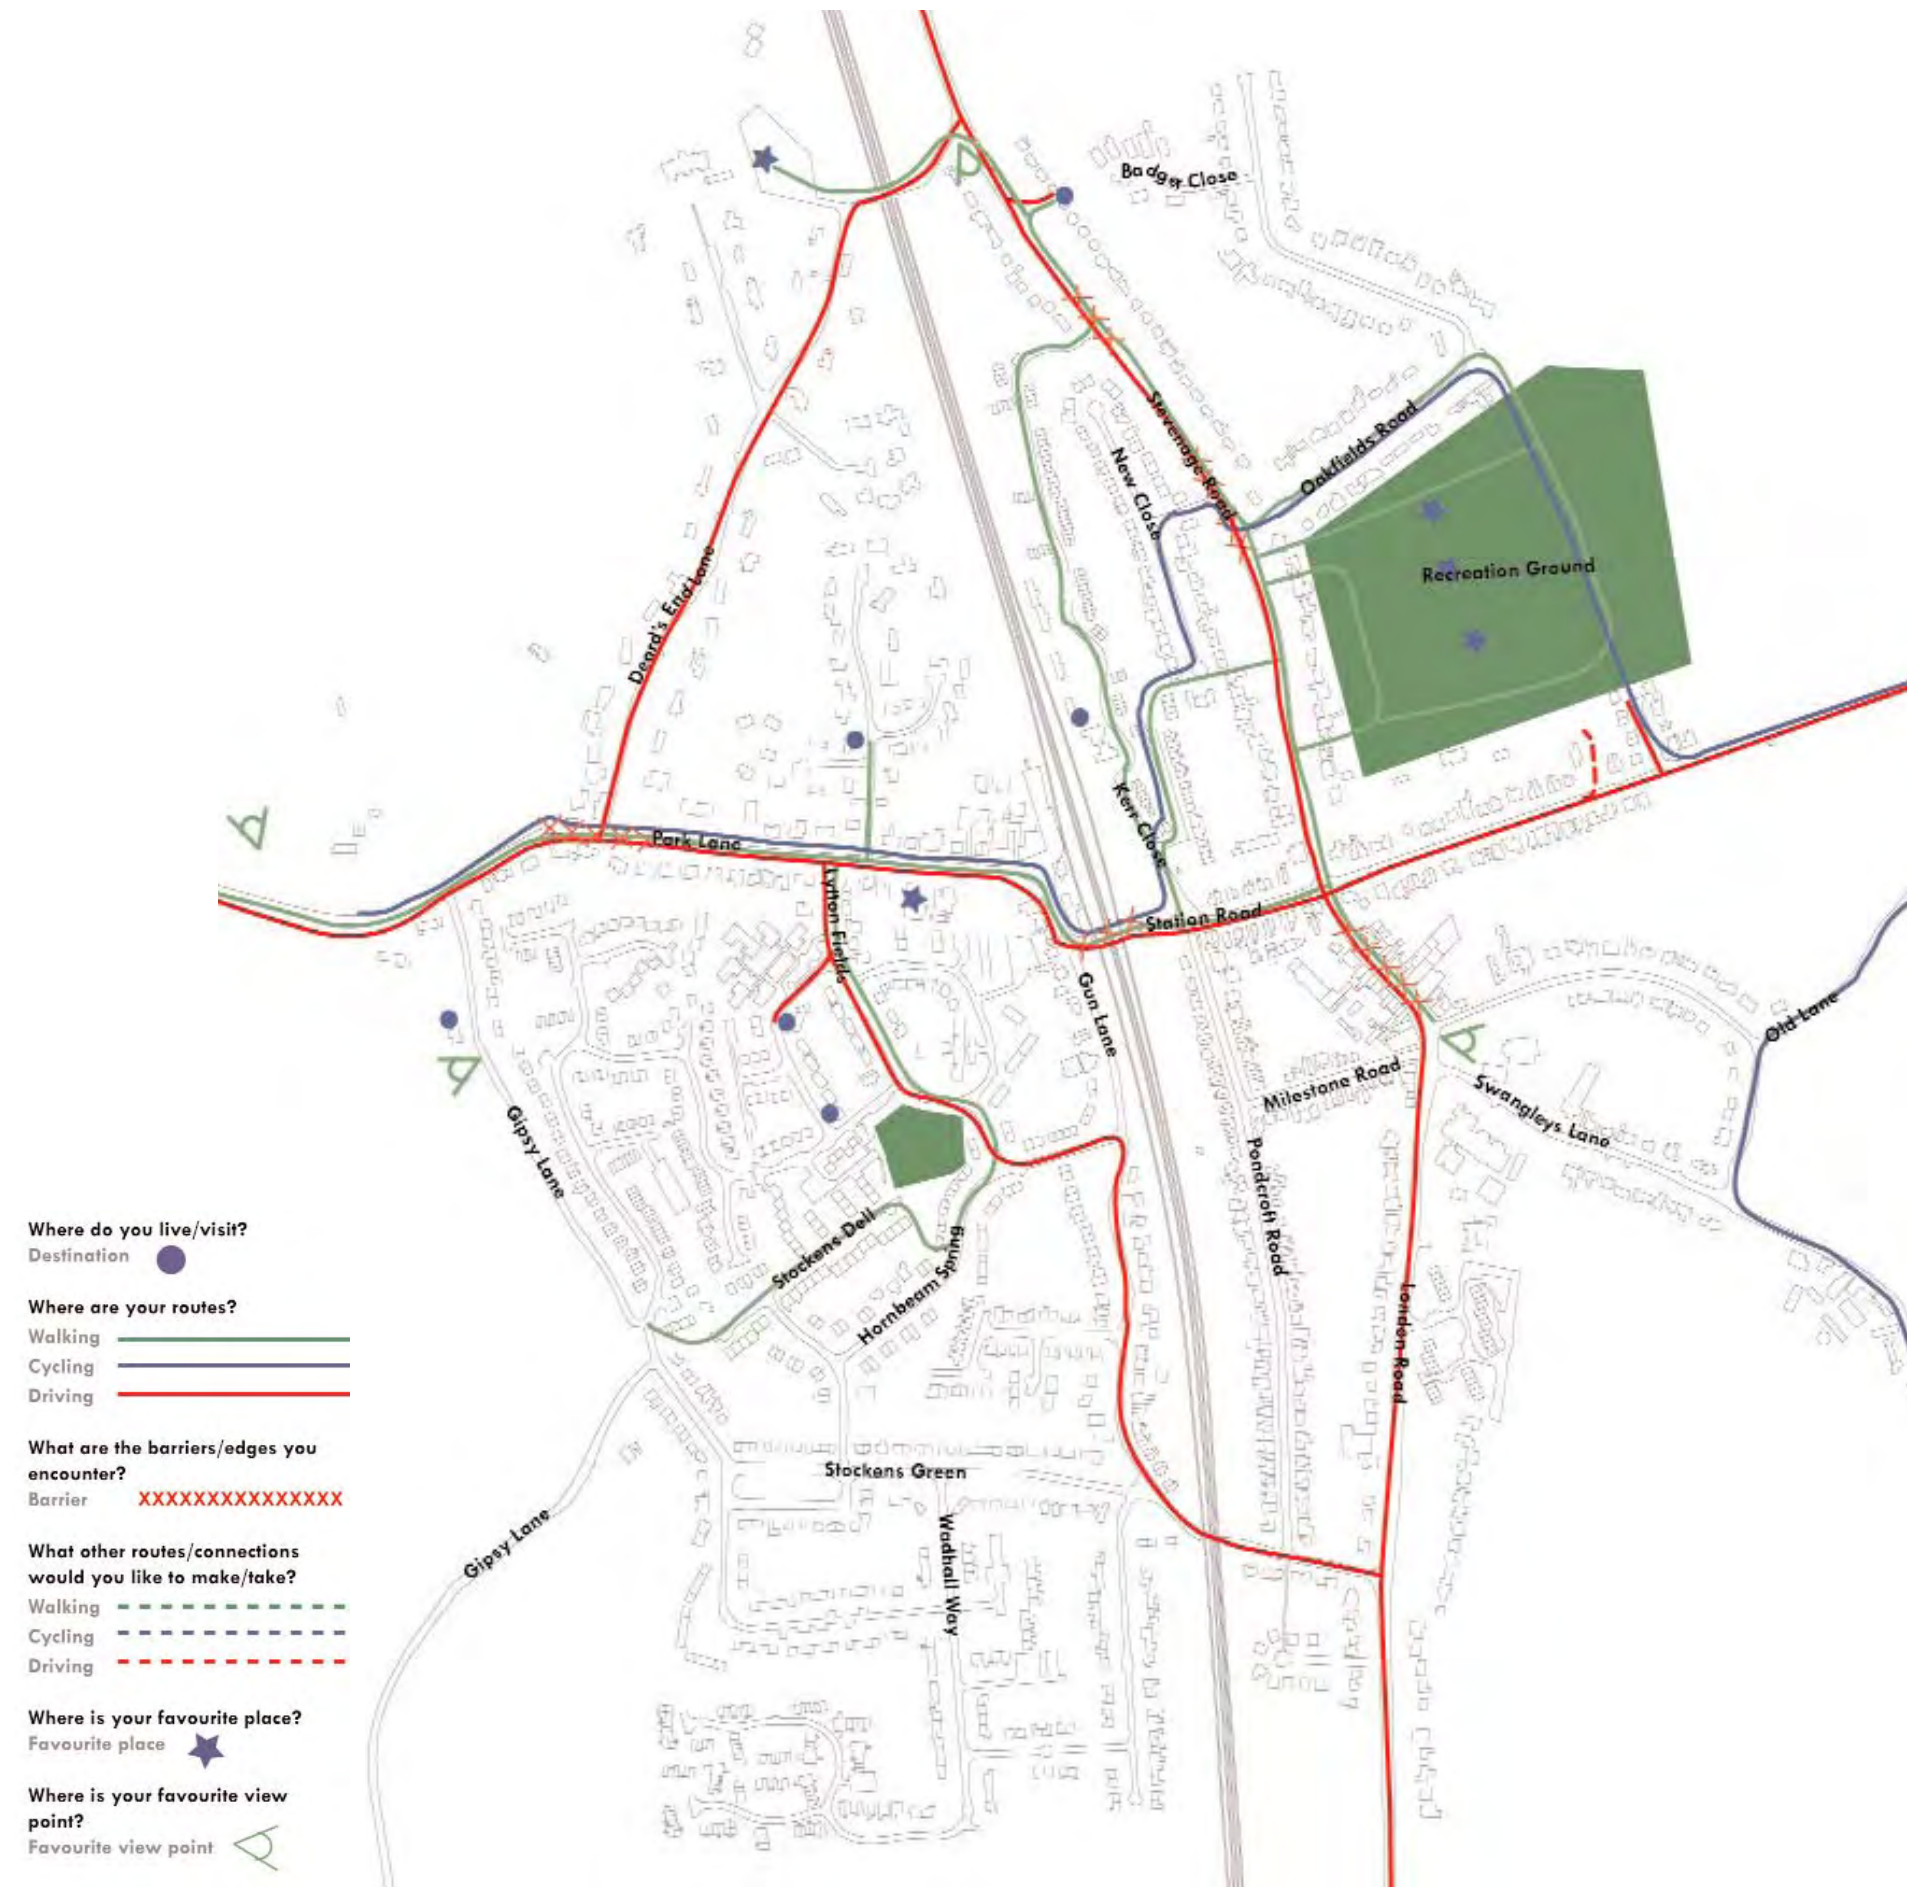 Badger Close
Stevenage Road
Oakfields Road
New Close
Recreation Ground
Deard's End Lane
Kerr Close
Park Lane
Lytton Fields
Station Road
Gun Lane
Old Lane
Milestone Road
Swangleys Lane
Gipsy Lane
Pondcroft Road
Stockens Dell
Hornbeam Spring
London Road
Stockens Green
Gipsy Lane
Wadhall Way
Where do you live/visit?
Destination
Where are your routes?
Walking
Cycling
Driving
What are the barriers/edges you
encounter?
Barrier XXXXXXXXXXXXXXX
What other routes/connections
would you like to make/take?
Walking
Cycling
Driving
Where is your favourite place?
Favourite place
Where is your favourite view
point?
Favourite view point